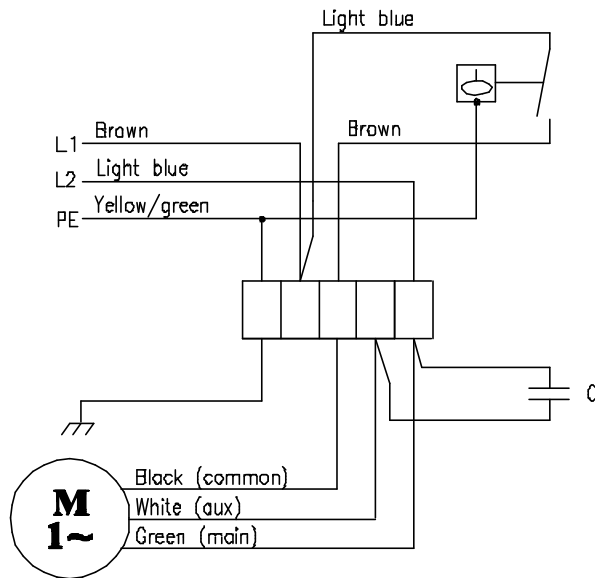 Light blue
L1 Brown
Brown
L2 Light blue
PE Yellow/green
C
Black (common)
White (aux)
Green (main)
M
1~